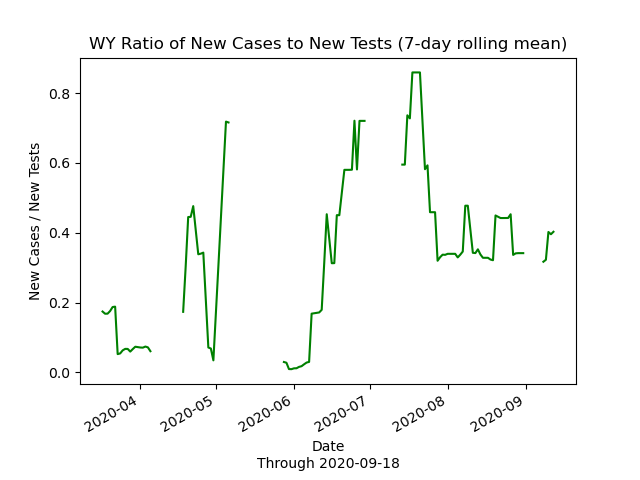 WY Ratio of New Cases to New Tests (7-day rolling mean)
New Cases / New Tests
0.8
0.6
0.4
0.2
0.0
2020-04
2020-05
2020-06
2020-07
2020-08
2020-09
Date
Through 2020-09-18